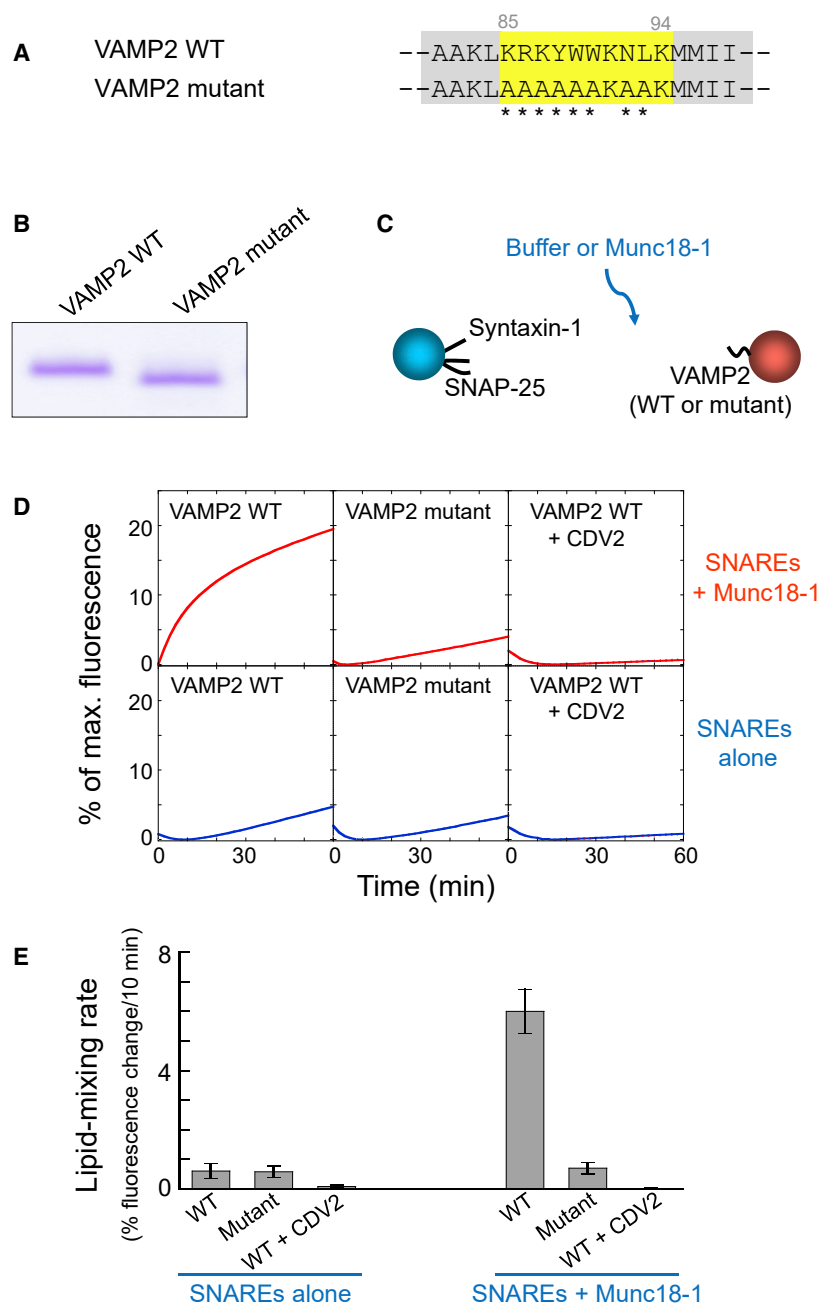 A
VAMP2 WT
VAMP2 mutant
85 94
--AAKLKRKYWWKNLKMMII--
--AAKLAAAAAAKAAKMMII--
* * * * * * * *
B
VAMP2 WT
VAMP2 mutant
C
Buffer or Munc18-1
Syntaxin-1
SNAP-25
VAMP2
(WT or mutant)
D
% of max. fluorescence
20
10
0
VAMP2 WT
VAMP2 mutant
VAMP2 WT
+ CDV2
SNAREs
+ Munc18-1
20
10
0
VAMP2 WT
VAMP2 mutant
VAMP2 WT
+ CDV2
SNAREs
alone
0 30 0 30 0 30 60
Time (min)
E
Lipid-mixing rate
(% fluorescence change/10 min)
8
4
0
WT
Mutant
WT + CDV2
WT
Mutant
WT + CDV2
SNAREs alone
SNAREs + Munc18-1